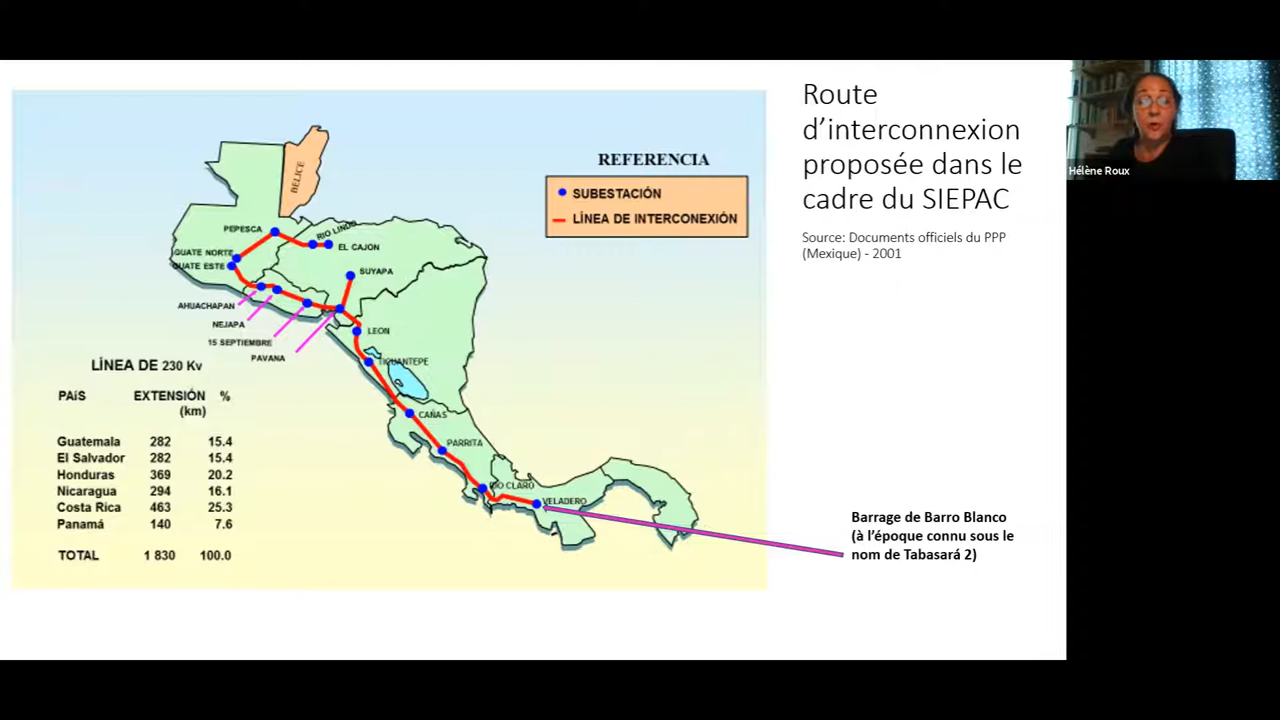 Route
d’interconnexion
proposée dans le
cadre du SIEPAC
Source: Documents officiels du PPP
(Mexique) - 2001
Hélène Roux
REFERENCIA
SUBESTACIÓN
LÍNEA DE INTERCONEXIÓN
BELICE
PEPESCA
RIO LINDO
EL CAJON
GUATE NORTE
GUATE ESTE
SUYAPA
AHUACHAPAN
NEJAPA
15 SEPTIEMBRE
PAVANA
LEON
TICUANTEPE
CAÑAS
PARRITA
RIO CLARO
VELADERO
LÍNEA DE 230 Kv
PAíS EXTENSIÓN %
(km)
Guatemala 282 15.4
El Salvador 282 15.4
Honduras 369 20.2
Nicaragua 294 16.1
Costa Rica 463 25.3
Panamá 140 7.6
TOTAL 1 830 100.0
Barrage de Barro Blanco
(à l’époque connu sous le
nom de Tabasará 2)